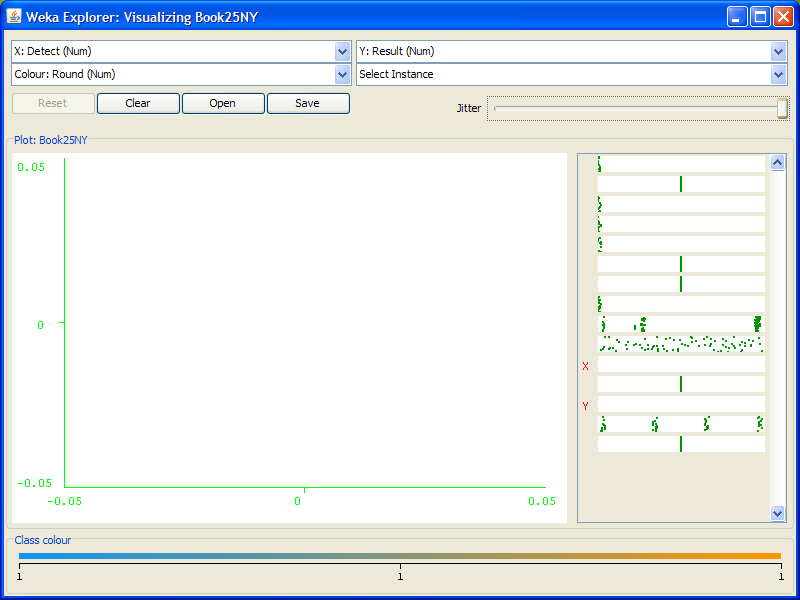 Weka Explorer: Visualizing Book25NY
X: Detect (Num)
Y: Result (Num)
Colour: Round (Num)
Select Instance
Reset
Clear
Open
Save
Jitter
Plot: Book25NY
0.05
0
-0.05
-0.05
0
0.05
X
Y
Class colour
1
1
1